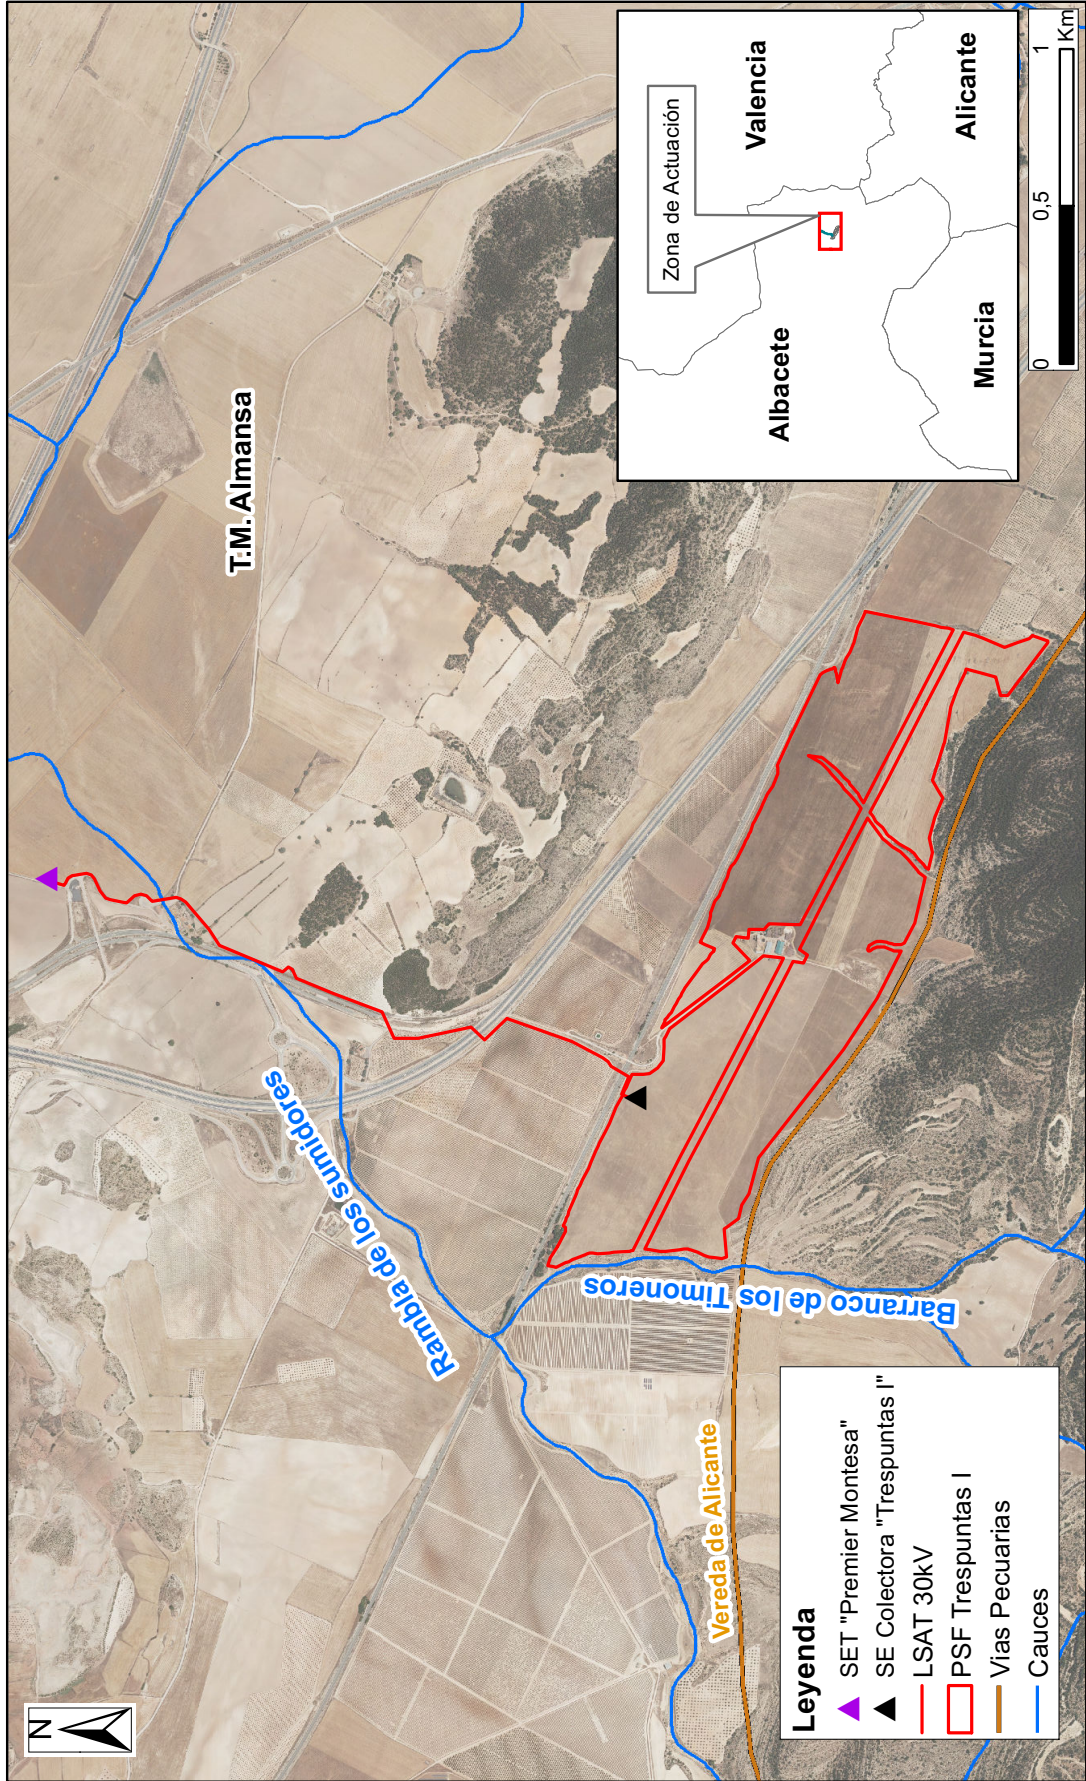 N
T.M. Almansa
Rambla de los sumidores
Barranco de los Timoneros
Vereda de Alicante
Leyenda
SET "Premier Montesa"
SE Colectora "Trespuntas I"
LSAT 30kV
PSF Trespuntas I
Vias Pecuarias
Cauces
Zona de Actuación
Valencia
Albacete
Alicante
Murcia
0 0,5 1
Km